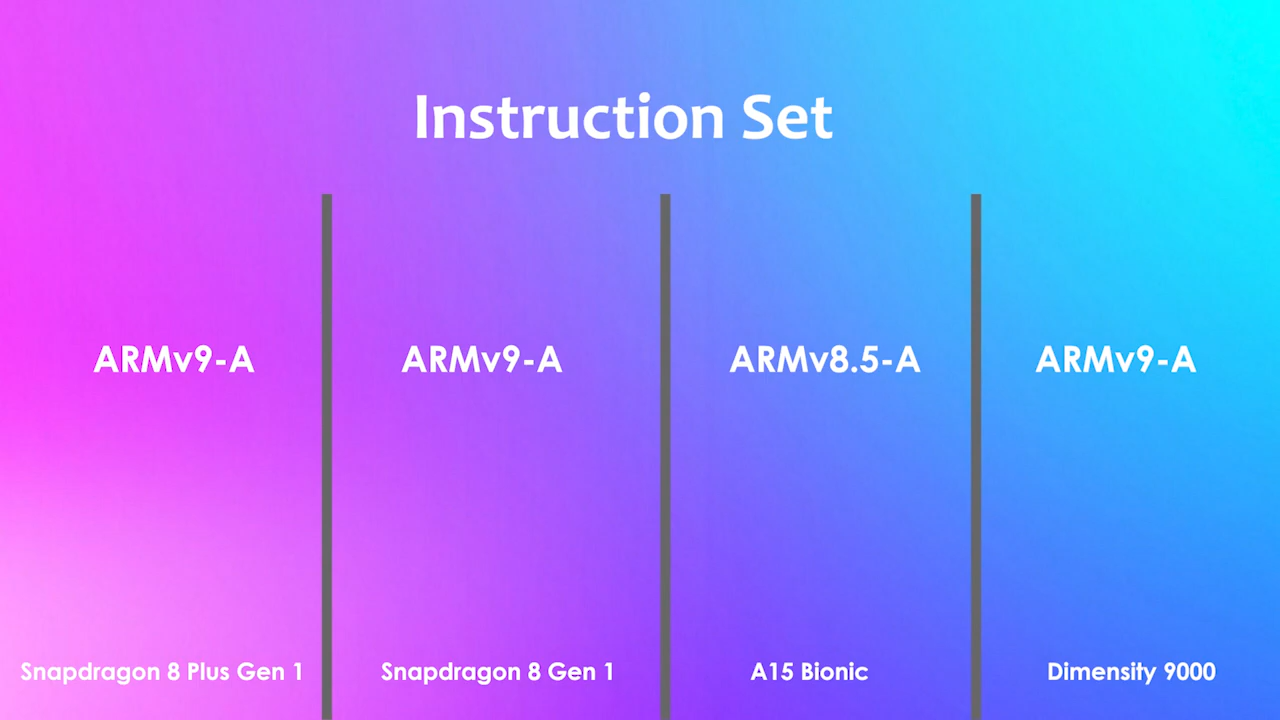 Instruction Set
ARMv9-A
ARMv9-A
ARMv8.5-A
ARMv9-A
Snapdragon 8 Plus Gen 1
Snapdragon 8 Gen 1
A15 Bionic
Dimensity 9000